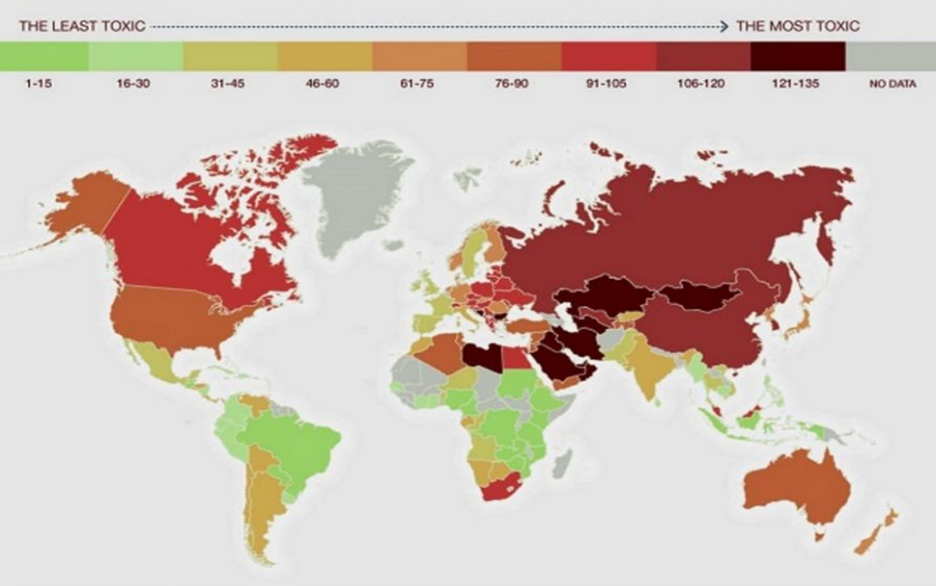 THE LEAST TOXIC THE MOST TOXIC
1-15 16-30 31-45 46-60 61-75 76-90 91-105 106-120 121-135 NO DATA